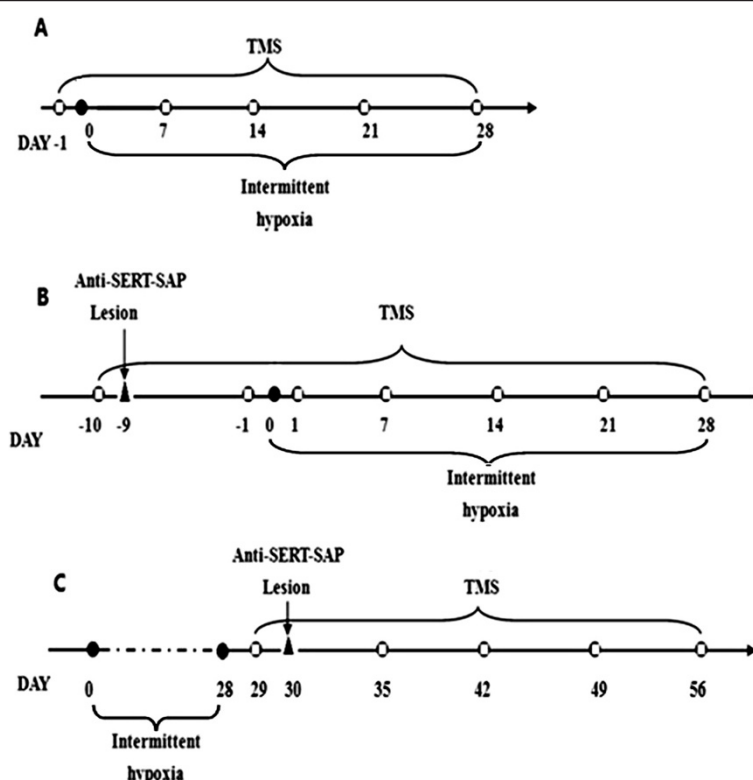 A
TMS
DAY -1 0 7 14 21 28
Intermittent
hypoxia
B
Anti-SERT-SAP
Lesion
TMS
DAY -10 -9 -1 0 1 7 14 21 28
Intermittent
hypoxia
C
Anti-SERT-SAP
Lesion
TMS
DAY 0 28 29 30 35 42 49 56
Intermittent
hypoxia